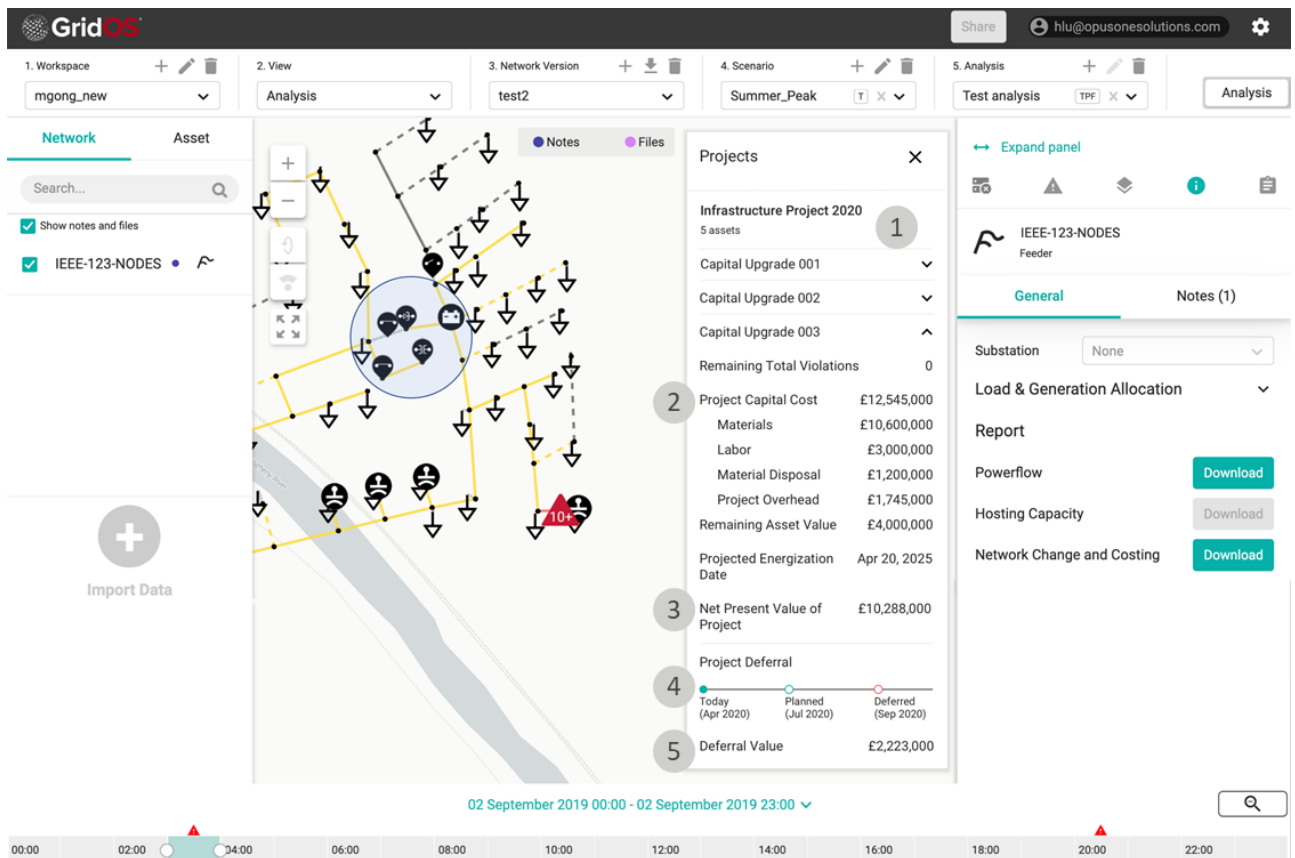 GridOS
Share
hlu@opusonesolutions.com
1. Workspace
2. View
3. Network Version
4. Scenario
5. Analysis
mgong_new
Analysis
test2
Summer_Peak
T
Test analysis
TPF
Analysis
Network
Asset
Search...
Show notes and files
IEEE-123-NODES
Import Data
Notes
Files
10+
Projects
Infrastructure Project 2020
5 assets
1
Capital Upgrade 001
Capital Upgrade 002
Capital Upgrade 003
Remaining Total Violations 0
2
Project Capital Cost £12,545,000
Materials £10,600,000
Labor £3,000,000
Material Disposal £1,200,000
Project Overhead £1,745,000
Remaining Asset Value £4,000,000
Projected Energization Apr 20, 2025
Date
3
Net Present Value of £10,288,000
Project
Project Deferral
4
Today Planned Deferred
(Apr 2020) (Jul 2020) (Sep 2020)
5
Deferral Value £2,223,000
Expand panel
IEEE-123-NODES
Feeder
General
Notes (1)
Substation None
Load & Generation Allocation
Report
Powerflow Download
Hosting Capacity Download
Network Change and Costing Download
02 September 2019 00:00 - 02 September 2019 23:00
00:00 02:00 04:00 06:00 08:00 10:00 12:00 14:00 16:00 18:00 20:00 22:00